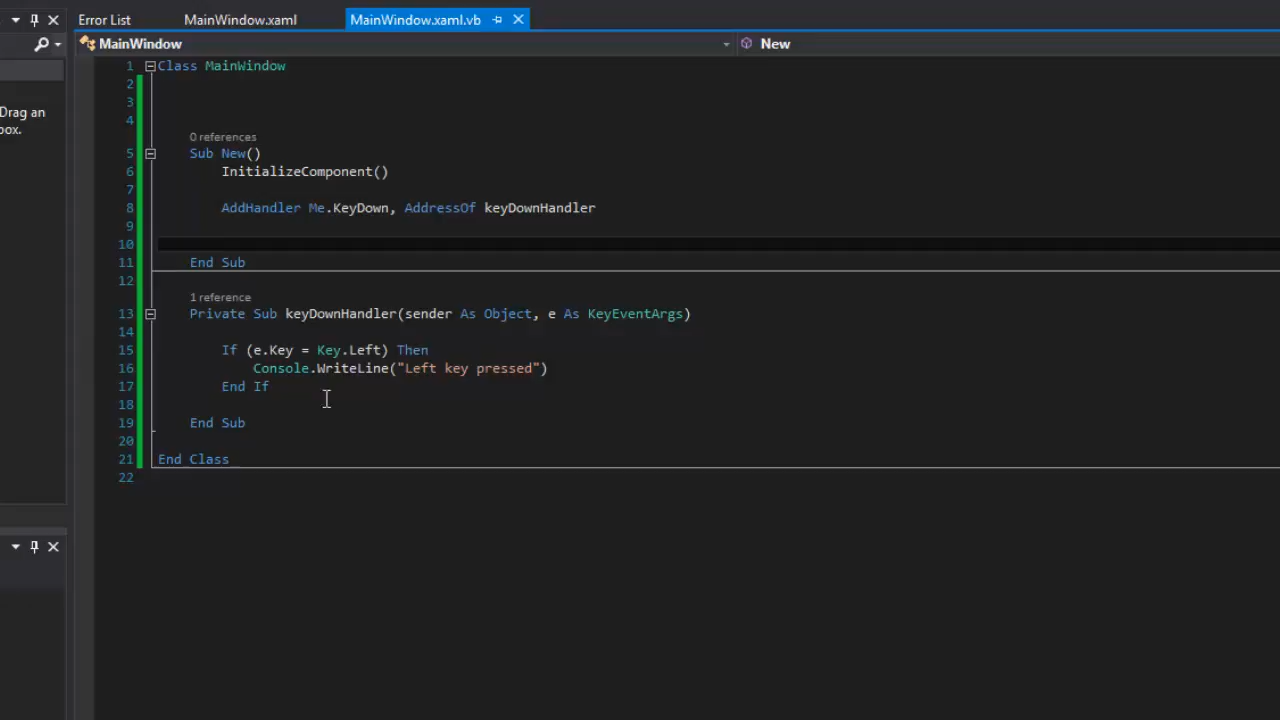 Error List MainWindow.xaml MainWindow.xaml.vb
MainWindow New
Drag an
box.
1 Class MainWindow
2
3
4
0 references
5 Sub New()
6 InitializeComponent()
7
8 AddHandler Me.KeyDown, AddressOf keyDownHandler
9
10
11 End Sub
12
1 reference
13 Private Sub keyDownHandler(sender As Object, e As KeyEventArgs)
14
15 If (e.Key = Key.Left) Then
16 Console.WriteLine("Left key pressed")
17 End If
18
19 End Sub
20
21 End Class
22